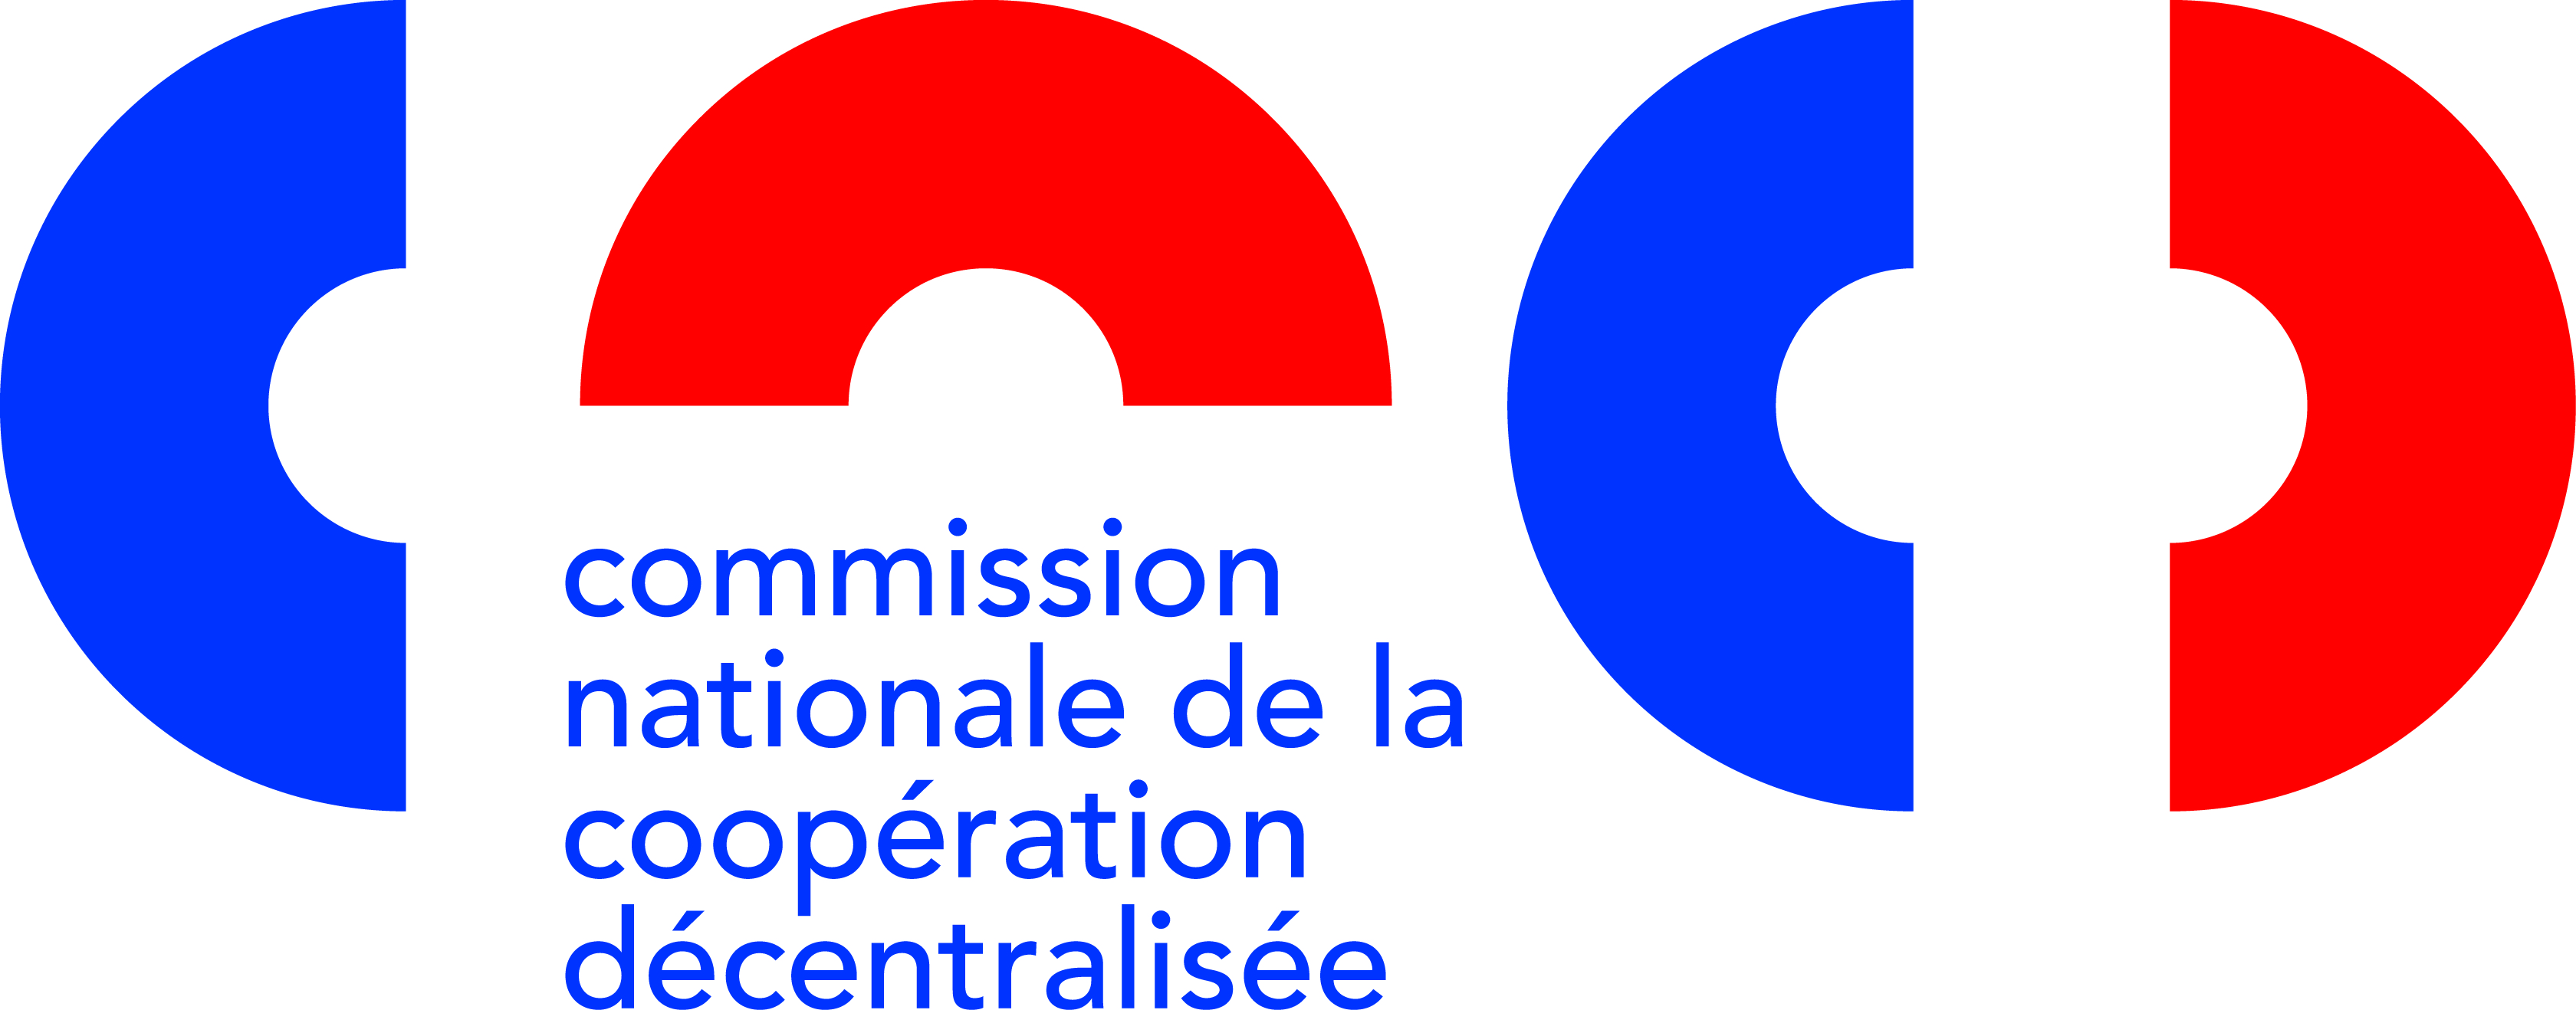 commission
nationale de la
coopération
décentralisée